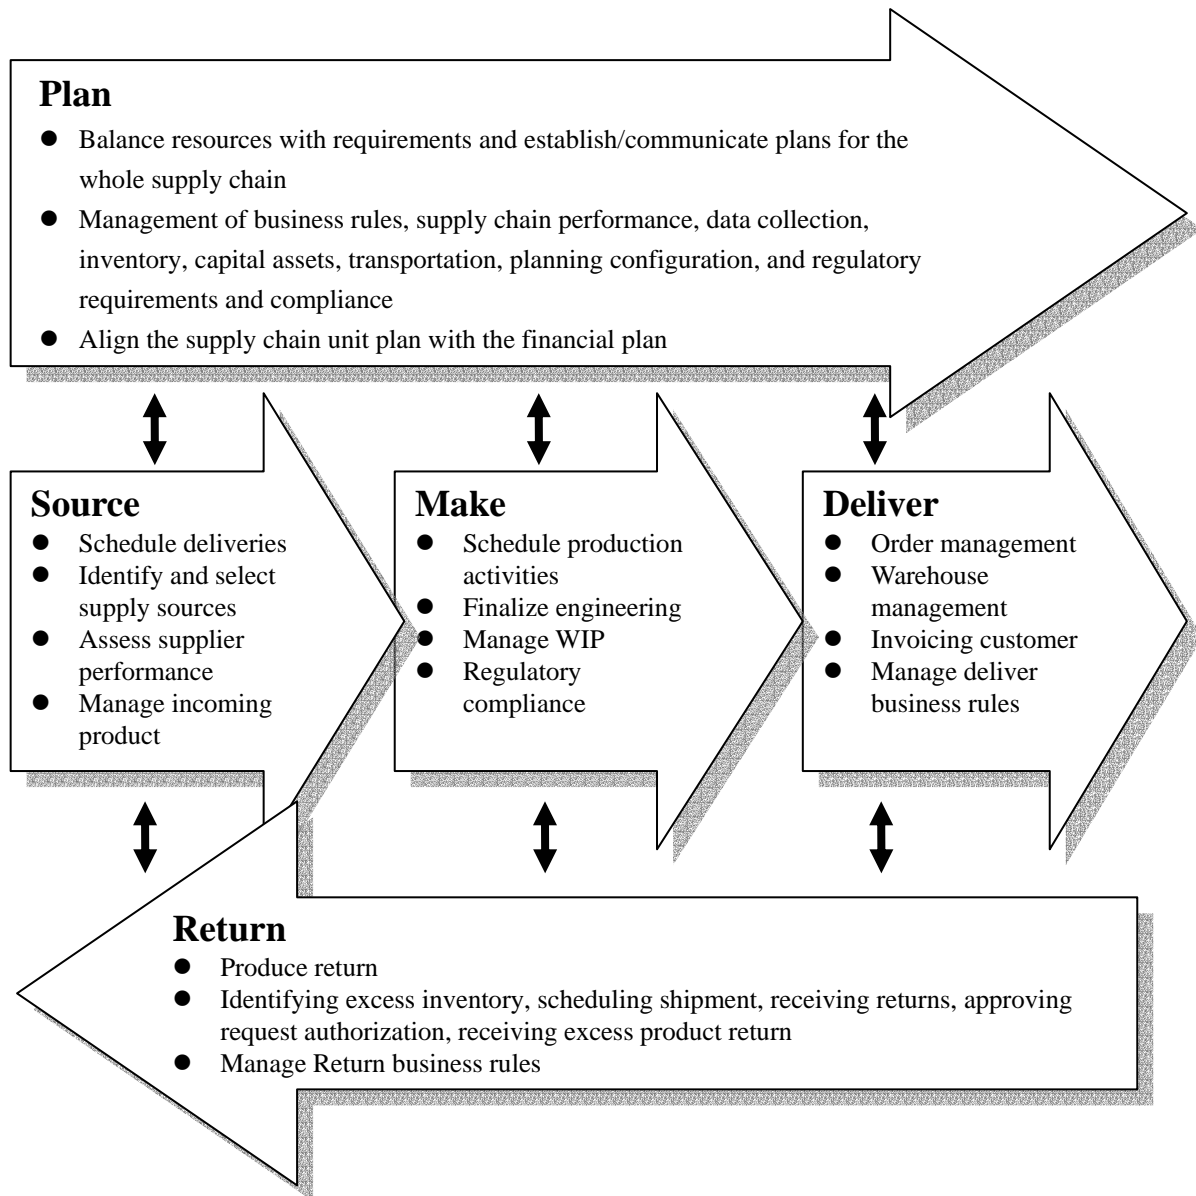 Plan
● Balance resources with requirements and establish/communicate plans for the
whole supply chain
● Management of business rules, supply chain performance, data collection,
inventory, capital assets, transportation, planning configuration, and regulatory
requirements and compliance
● Align the supply chain unit plan with the financial plan
Source
● Schedule deliveries
● Identify and select
supply sources
● Assess supplier
performance
● Manage incoming
product
Make
● Schedule production
activities
● Finalize engineering
● Manage WIP
● Regulatory
compliance
Deliver
● Order management
● Warehouse
management
● Invoicing customer
● Manage deliver
business rules
Return
● Produce return
● Identifying excess inventory, scheduling shipment, receiving returns, approving
request authorization, receiving excess product return
● Manage Return business rules